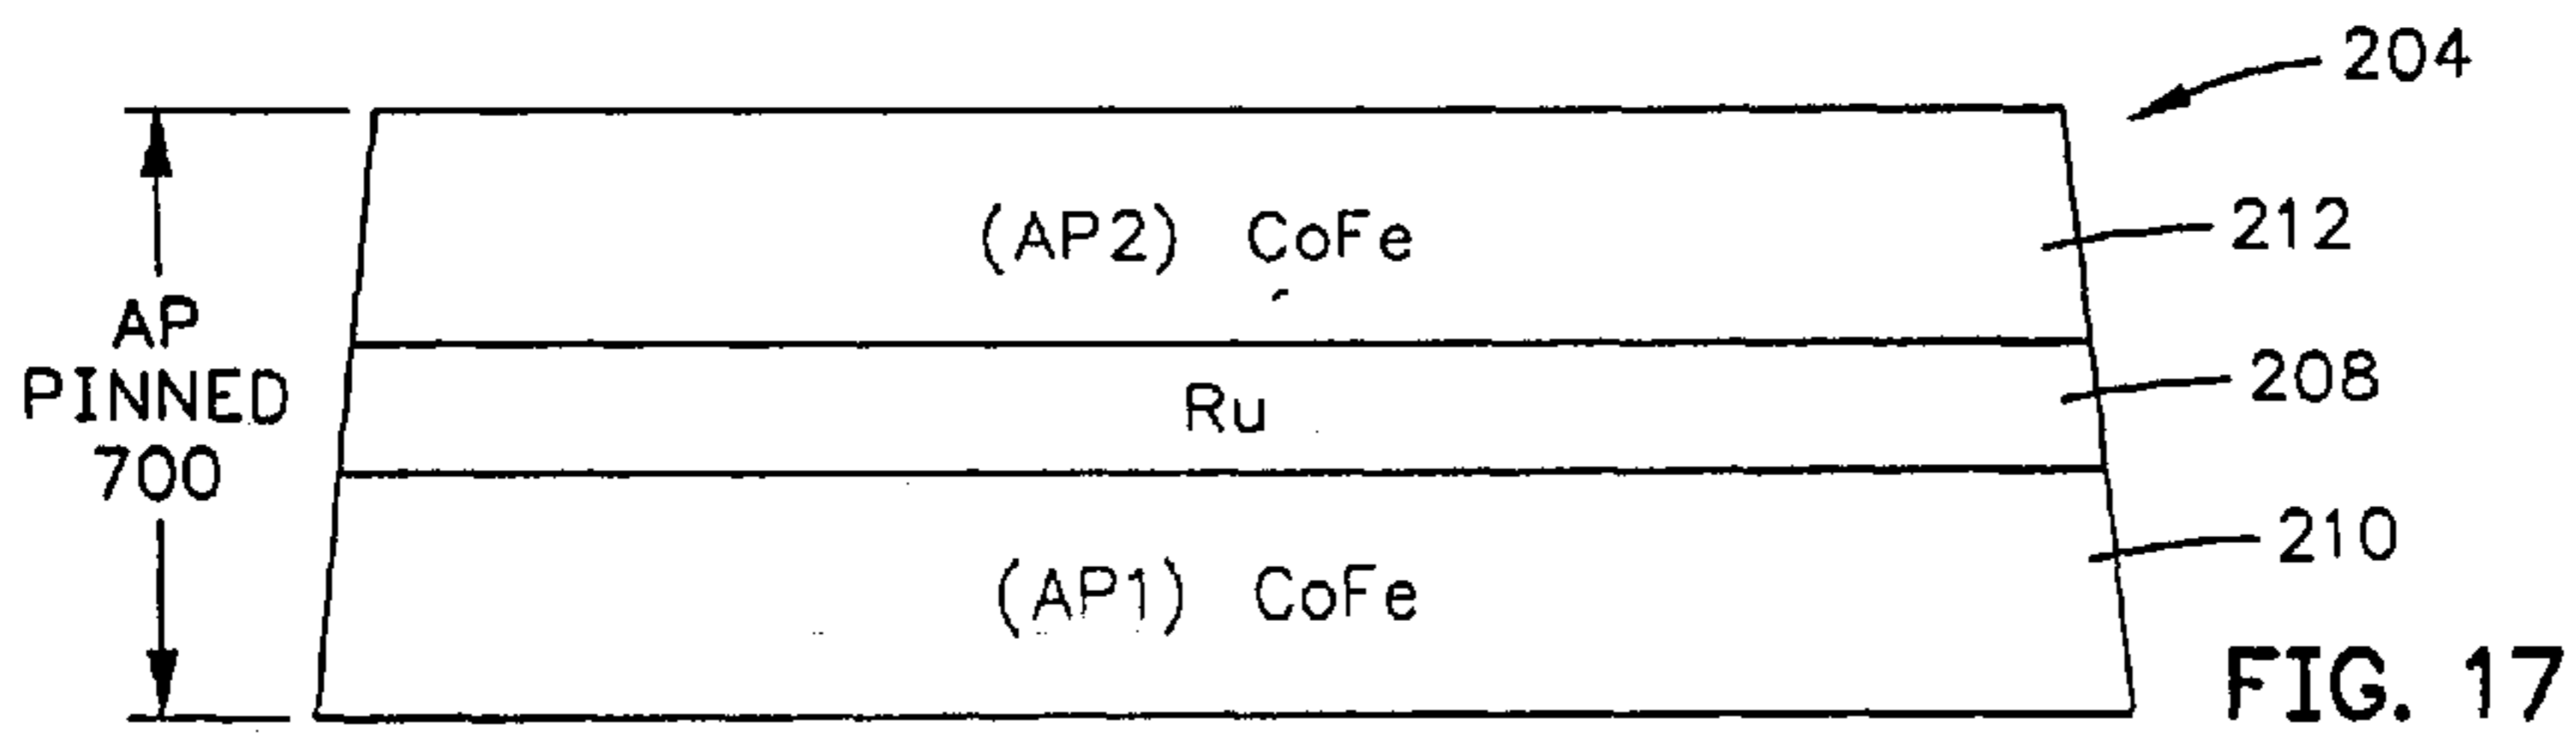 204
(AP2) CoFe
212
AP
PINNED
700
Ru
208
(AP1) CoFe
210
FIG. 17